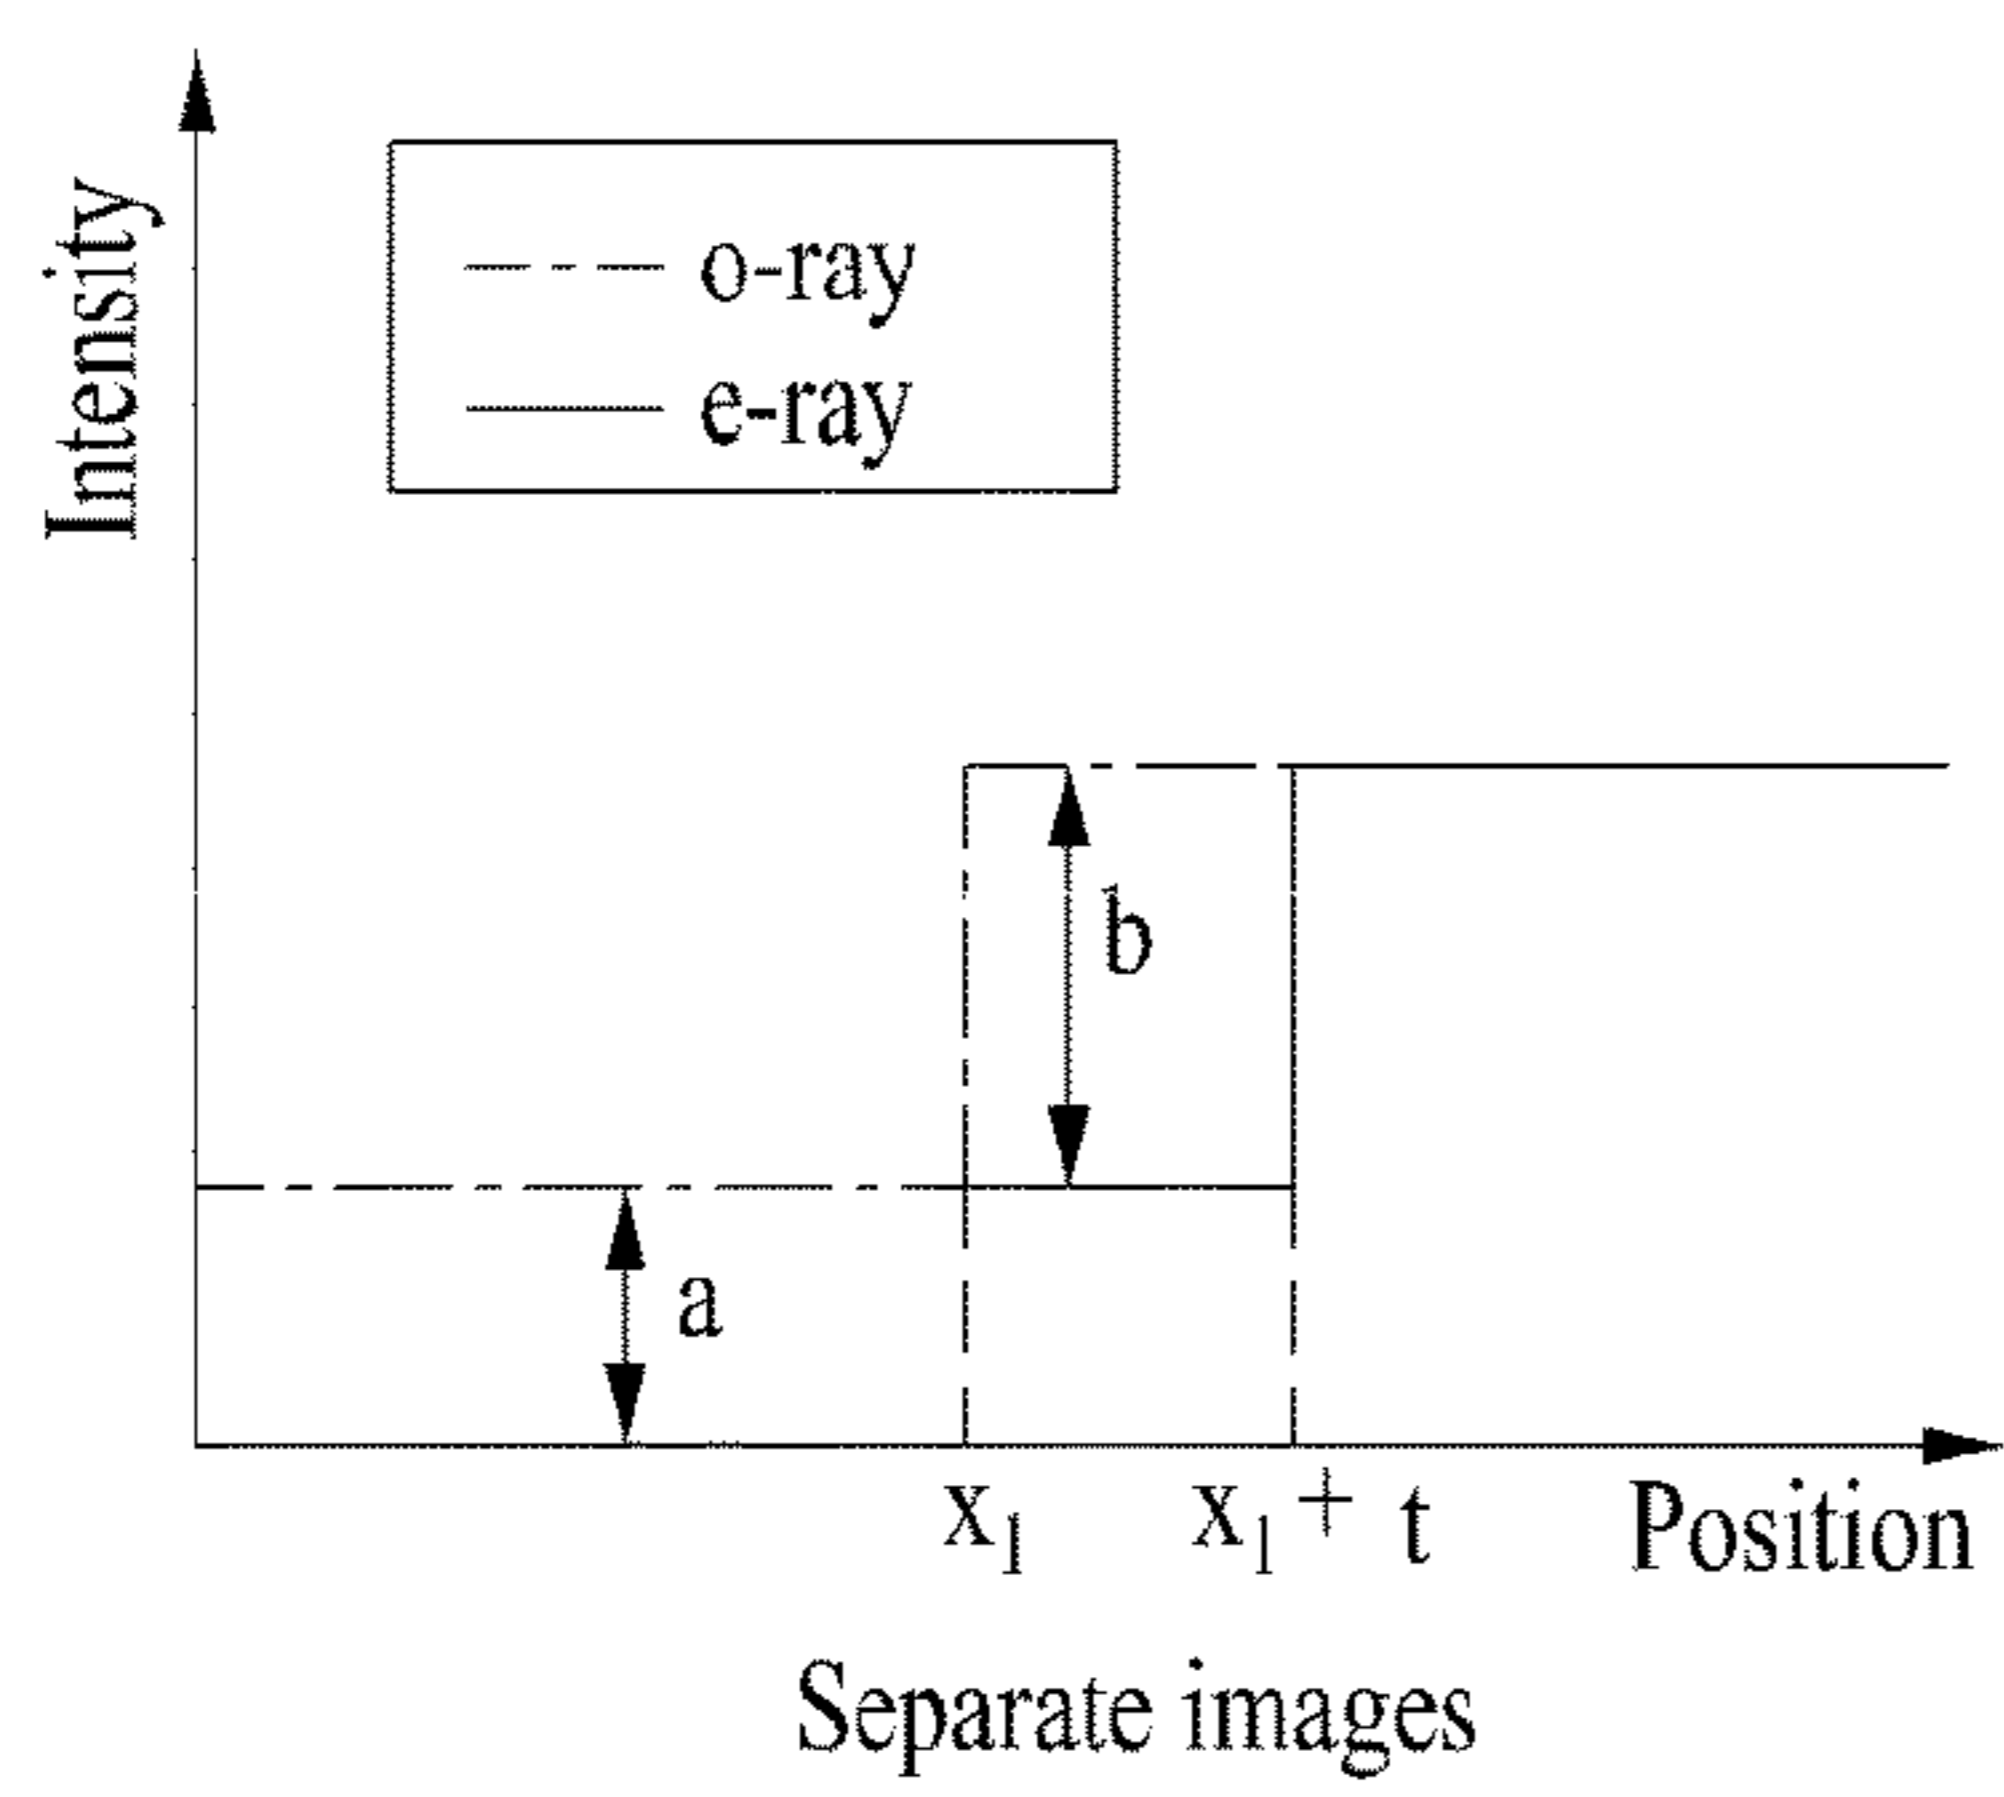 Intensity
o-ray
e-ray
b
a
x₁
x₁ + t
Position
Separate images